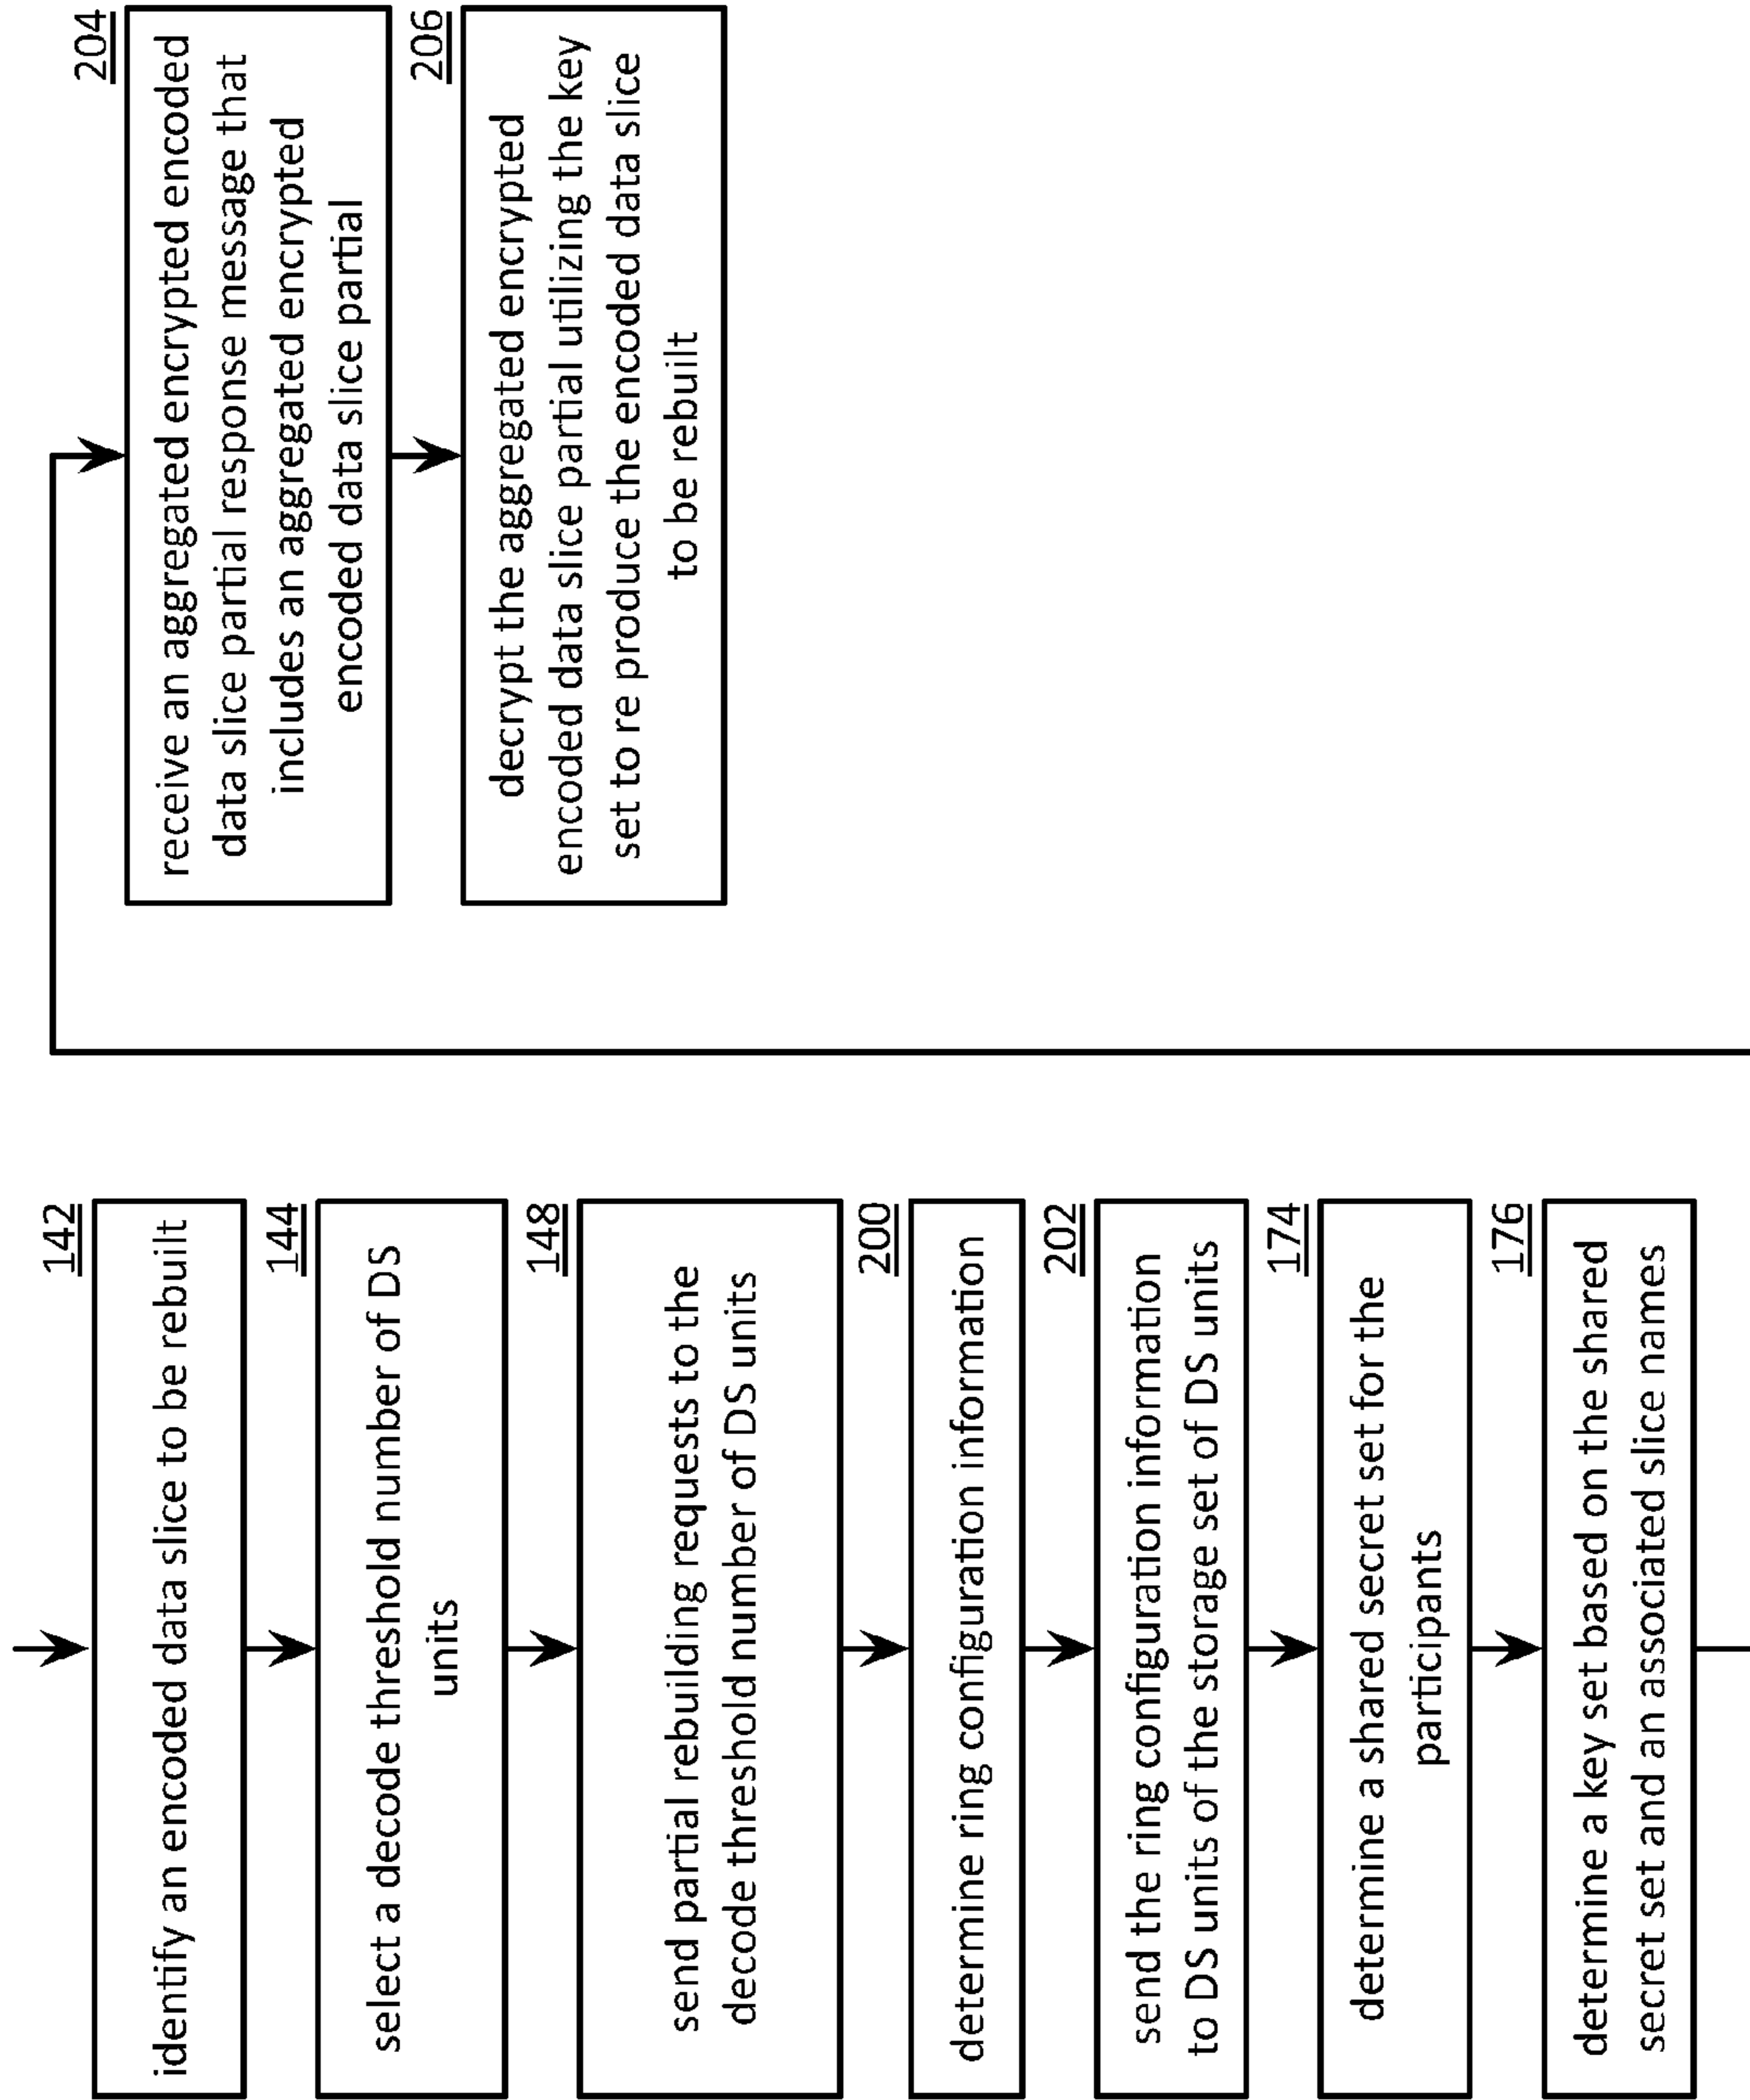 142
identify an encoded data slice to be rebuilt
144
select a decode threshold number of DS
units
148
send partial rebuilding requests to the
decode threshold number of DS units
200
determine ring configuration information
202
send the ring configuration information
to DS units of the storage set of DS units
174
determine a shared secret set for the
participants
176
determine a key set based on the shared
secret set and an associated slice names
204
receive an aggregated encrypted encoded
data slice partial response message that
includes an aggregated encrypted
encoded data slice partial
206
decrypt the aggregated encrypted
encoded data slice partial utilizing the key
set to re produce the encoded data slice
to be rebuilt